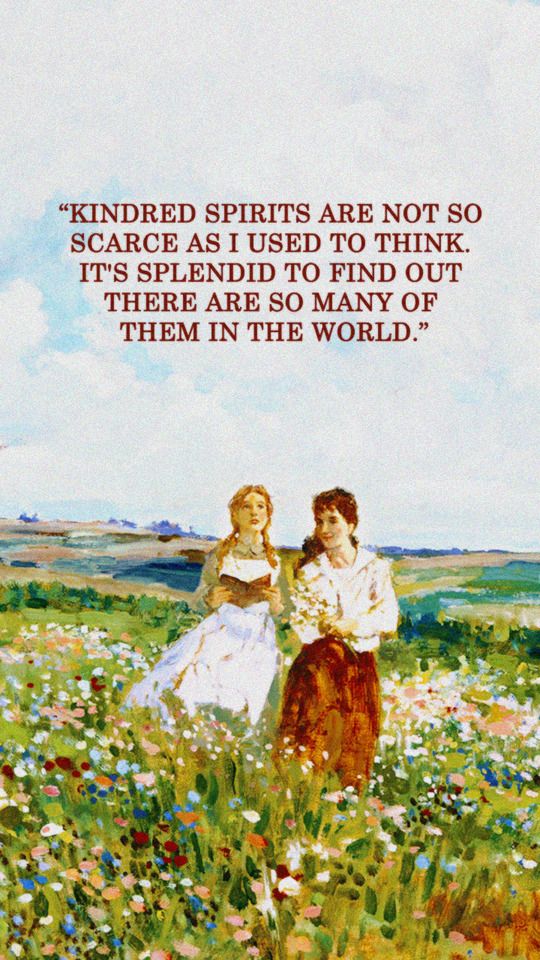 “KINDRED SPIRITS ARE NOT SO
SCARCE AS I USED TO THINK.
IT'S SPLENDID TO FIND OUT
THERE ARE SO MANY OF
THEM IN THE WORLD.”